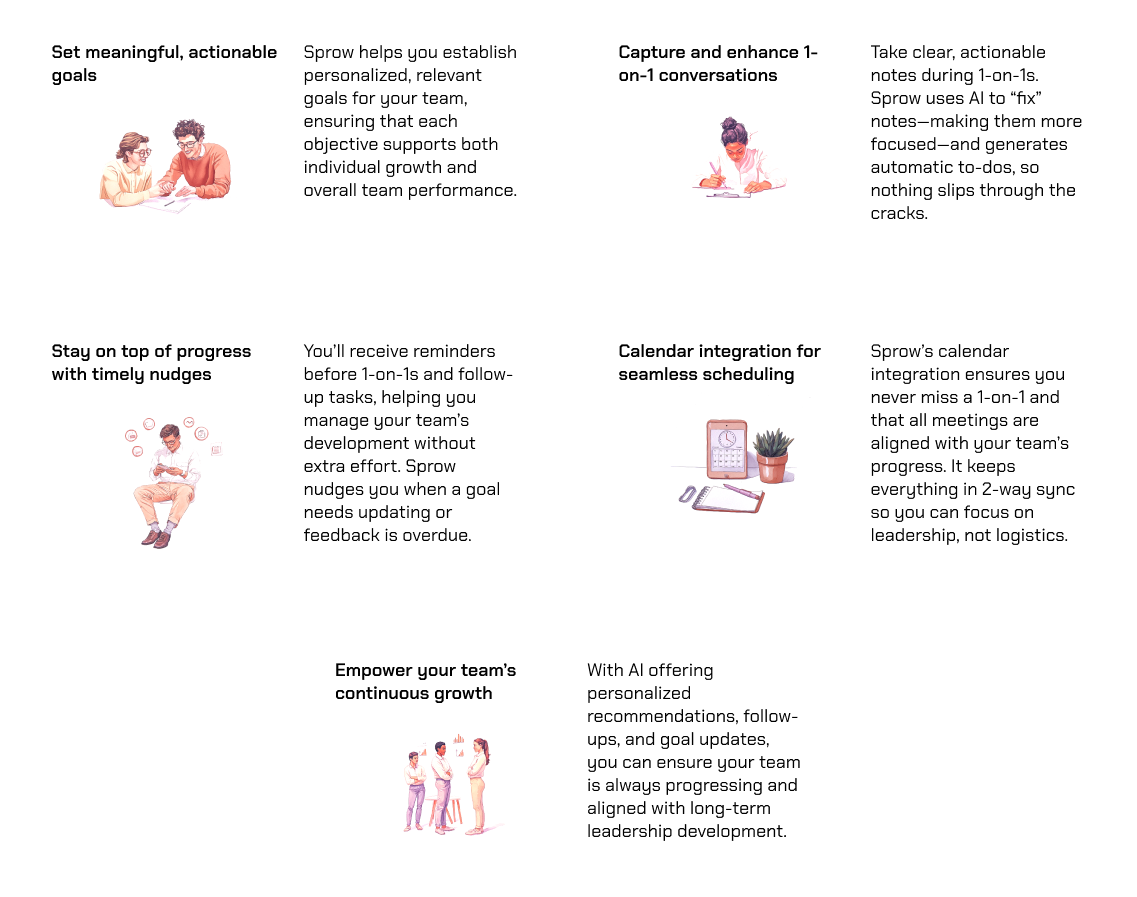 Set meaningful, actionable
goals
Sprow helps you establish
personalized, relevant
goals for your team,
ensuring that each
objective supports both
individual growth and
overall team performance.
Capture and enhance 1-
on-1 conversations
Take clear, actionable
notes during 1-on-1s.
Sprow uses AI to “fix”
notes—making them more
focused—and generates
automatic to-dos, so
nothing slips through the
cracks.
Stay on top of progress
with timely nudges
You’ll receive reminders
before 1-on-1s and follow-
up tasks, helping you
manage your team’s
development without
extra effort. Sprow
nudges you when a goal
needs updating or
feedback is overdue.
Calendar integration for
seamless scheduling
Sprow’s calendar
integration ensures you
never miss a 1-on-1 and
that all meetings are
aligned with your team’s
progress. It keeps
everything in 2-way sync
so you can focus on
leadership, not logistics.
Empower your team’s
continuous growth
With AI offering
personalized
recommendations, follow-
ups, and goal updates,
you can ensure your team
is always progressing and
aligned with long-term
leadership development.